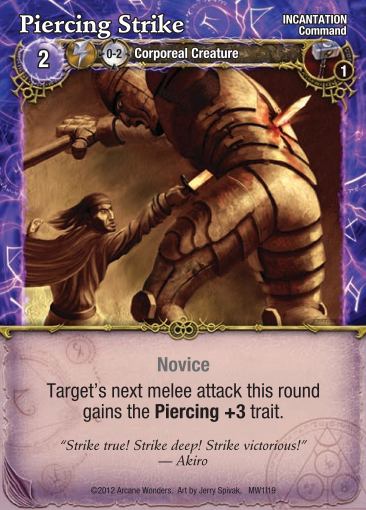 Piercing Strike
INCANTATION
Command
2
0-2
Corporeal Creature
1
Novice
Target's next melee attack this round
gains the Piercing +3 trait.
“Strike true! Strike deep! Strike victorious!”
— Akiro
©2012 Arcane Wonders. Art by Jerry Spivak. MW1I19